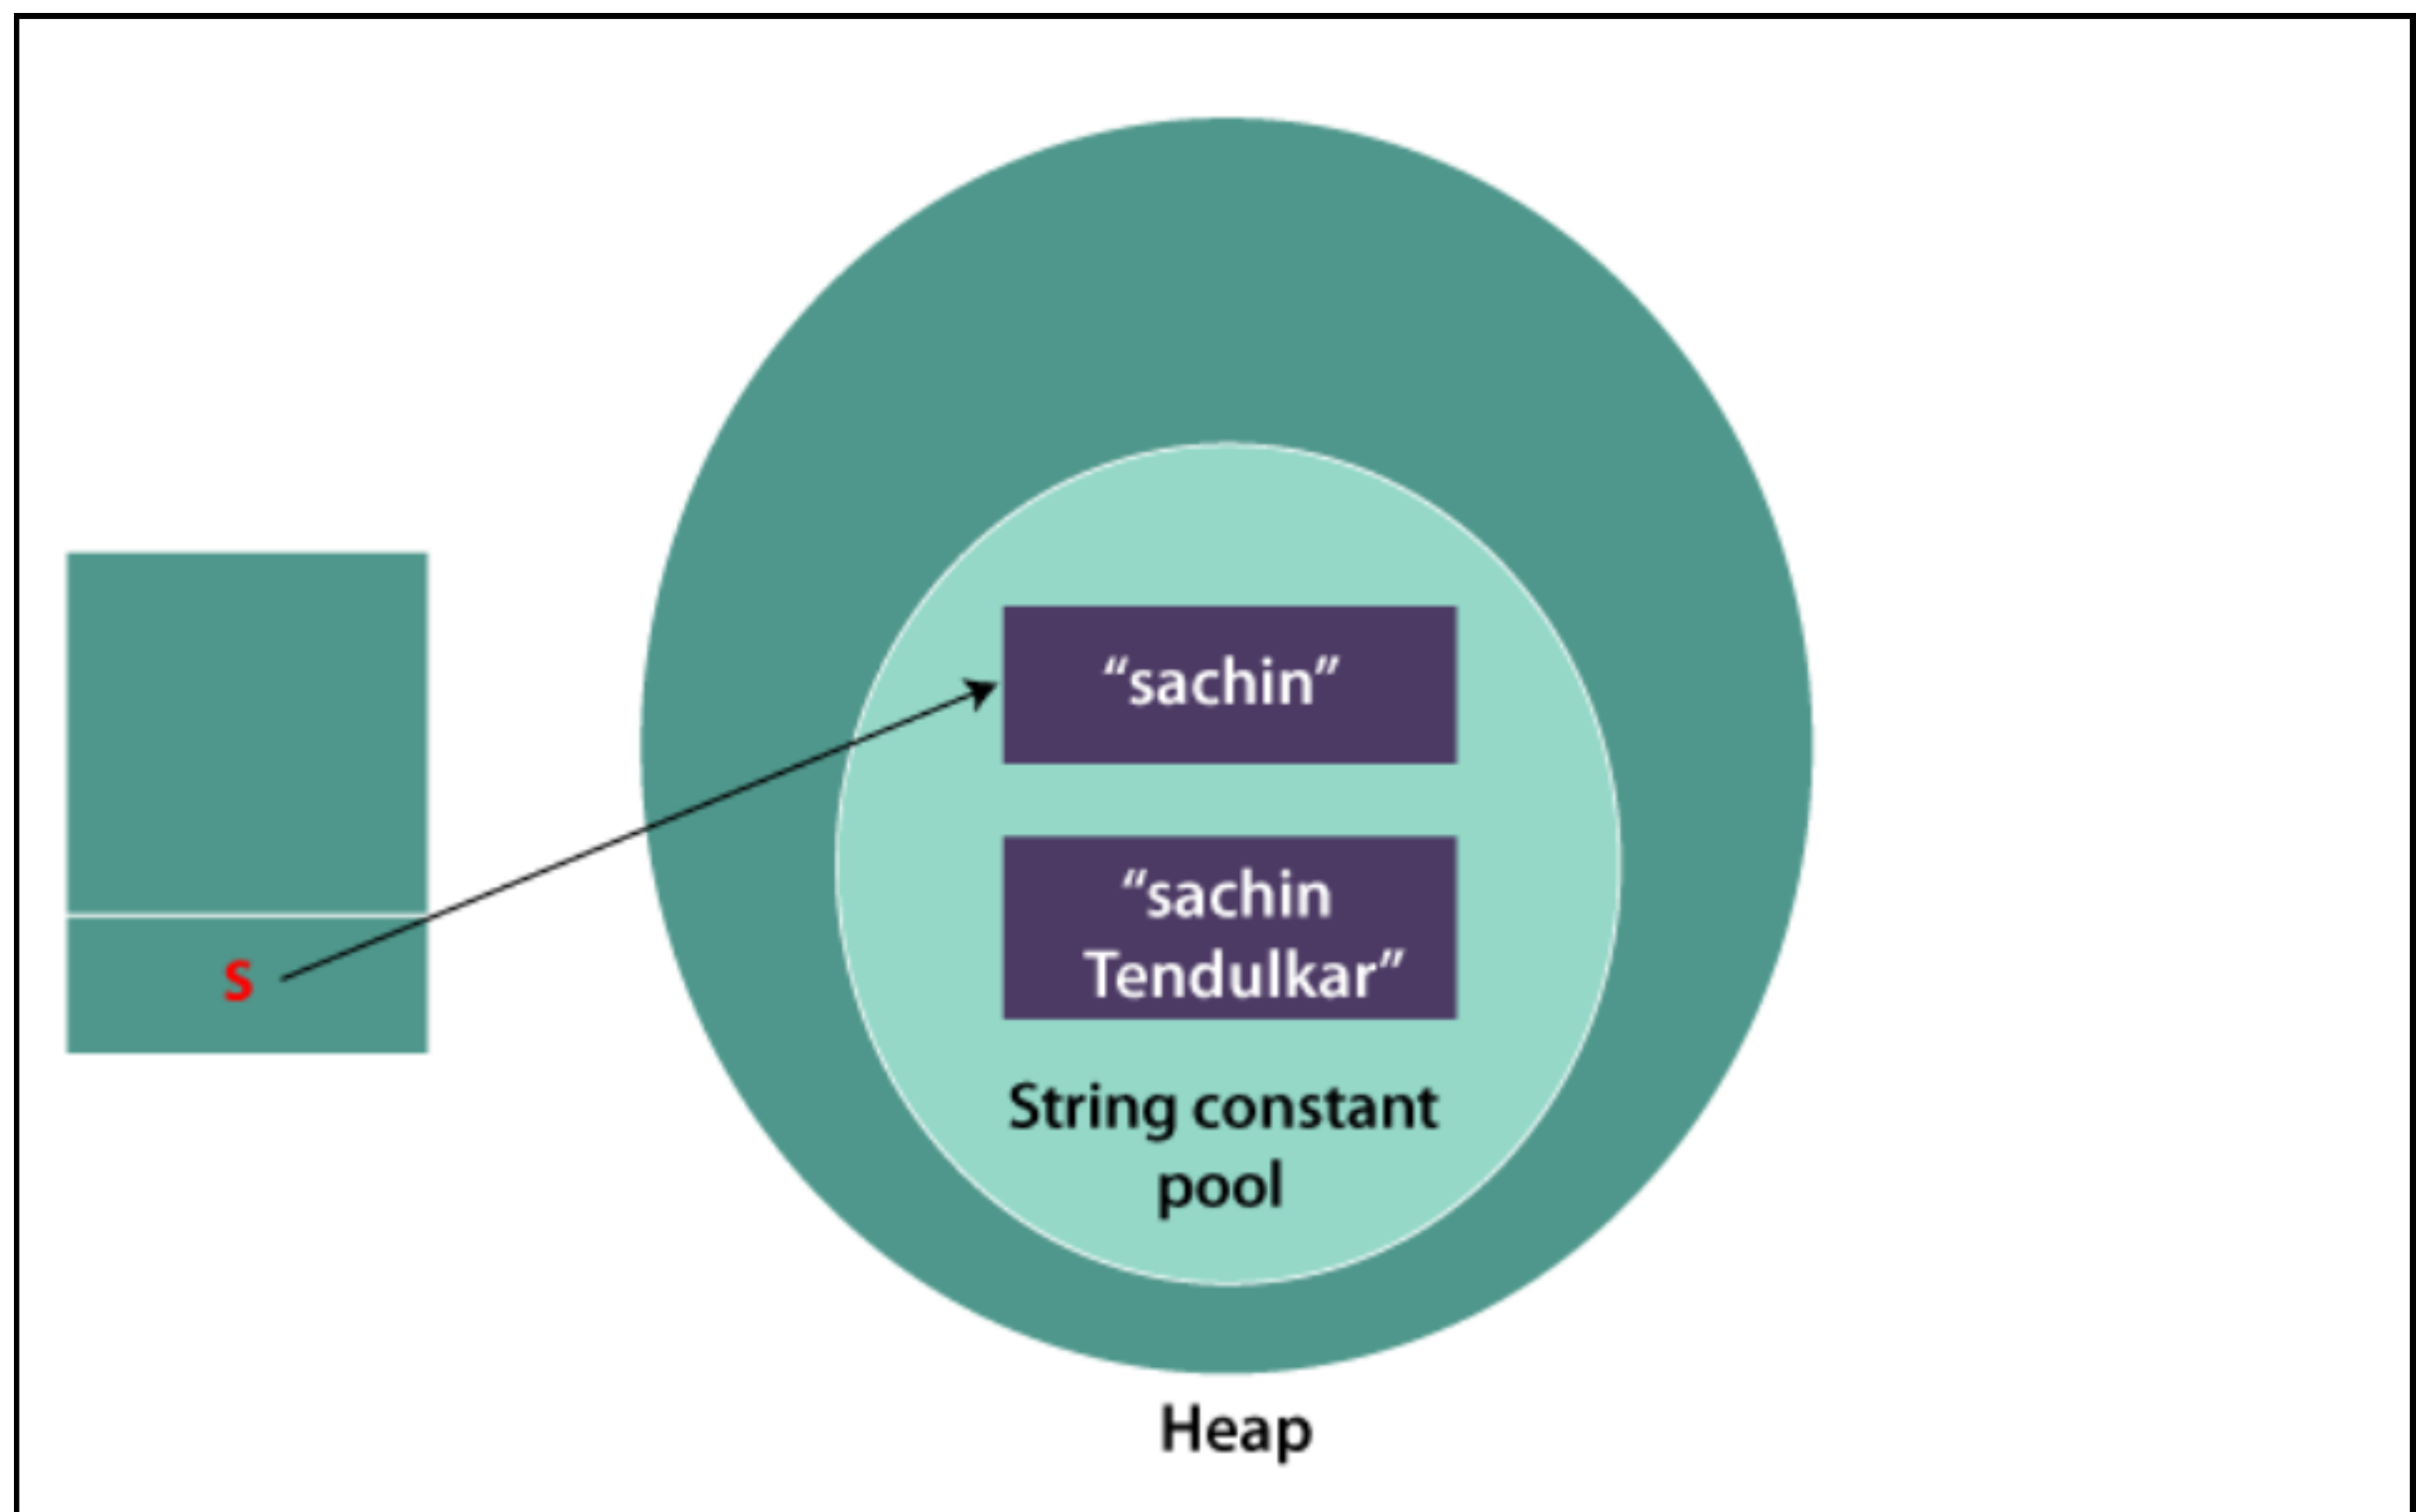 “sachin”
“sachin
Tendulkar”
s
String constant
pool
Heap